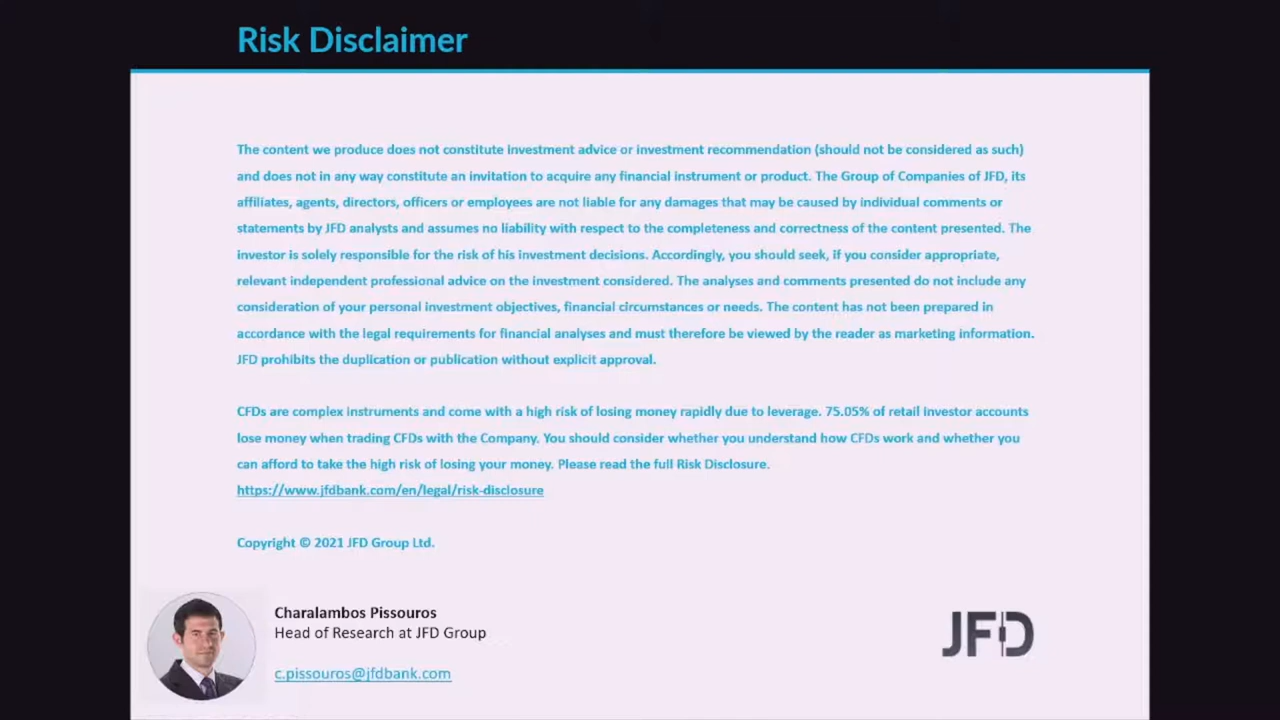 Risk Disclaimer
The content we produce does not constitute investment advice or investment recommendation (should not be considered as such)
and does not in any way constitute an invitation to acquire any financial instrument or product. The Group of Companies of JFD, its
affiliates, agents, directors, officers or employees are not liable for any damages that may be caused by individual comments or
statements by JFD analysts and assumes no liability with respect to the completeness and correctness of the content presented. The
investor is solely responsible for the risk of his investment decisions. Accordingly, you should seek, if you consider appropriate,
relevant independent professional advice on the investment considered. The analyses and comments presented do not include any
consideration of your personal investment objectives, financial circumstances or needs. The content has not been prepared in
accordance with the legal requirements for financial analyses and must therefore be viewed by the reader as marketing information.
JFD prohibits the duplication or publication without explicit approval.
CFDs are complex instruments and come with a high risk of losing money rapidly due to leverage. 75.05% of retail investor accounts
lose money when trading CFDs with the Company. You should consider whether you understand how CFDs work and whether you
can afford to take the high risk of losing your money. Please read the full Risk Disclosure.
https://www.jfdbank.com/en/legal/risk-disclosure
Copyright © 2021 JFD Group Ltd.
Charalambos Pissouros
Head of Research at JFD Group
c.pissouros@jfdbank.com
JFD